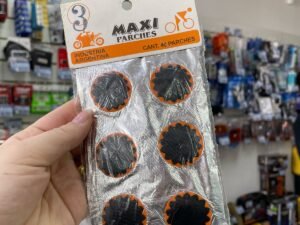 3
MAXI
PARCHES
INDUSTRIA
ARGENTINA
CANT. 40 PARCHES